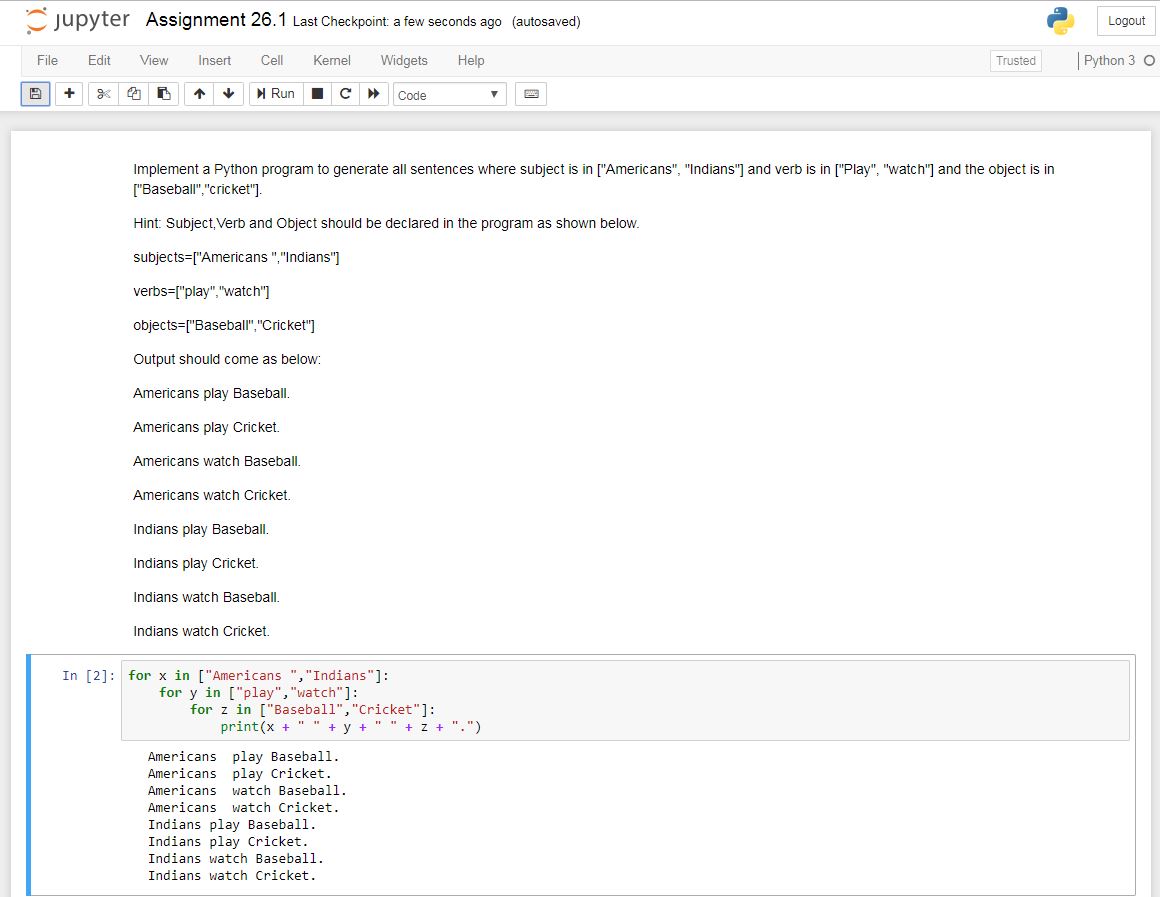 jupyter Assignment 26.1 Last Checkpoint: a few seconds ago (autosaved) Logout
File Edit View Insert Cell Kernel Widgets Help Trusted Python 3
Run Code
Implement a Python program to generate all sentences where subject is in ["Americans", "Indians"] and verb is in ["Play", "watch"] and the object is in
["Baseball","cricket"].
Hint: Subject,Verb and Object should be declared in the program as shown below.
subjects=["Americans ","Indians"]
verbs=["play","watch"]
objects=["Baseball","Cricket"]
Output should come as below:
Americans play Baseball.
Americans play Cricket.
Americans watch Baseball.
Americans watch Cricket.
Indians play Baseball.
Indians play Cricket.
Indians watch Baseball.
Indians watch Cricket.
In [2]: for x in ["Americans ","Indians"]:
    for y in ["play","watch"]:
        for z in ["Baseball","Cricket"]:
            print(x + " " + y + " " + z + ".")
Americans  play Baseball.
Americans  play Cricket.
Americans  watch Baseball.
Americans  watch Cricket.
Indians play Baseball.
Indians play Cricket.
Indians watch Baseball.
Indians watch Cricket.